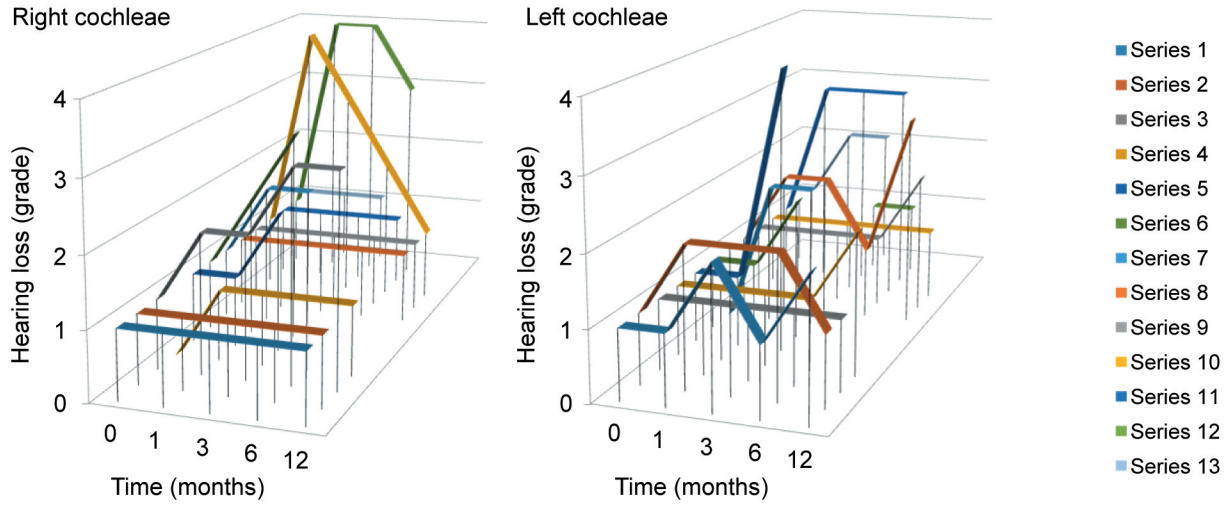 Right cochleae
Hearing loss (grade)
4
3
2
1
0
0 1 3 6 12
Time (months)
Left cochleae
Hearing loss (grade)
4
3
2
1
0
0 1 3 6 12
Time (months)
Series 1
Series 2
Series 3
Series 4
Series 5
Series 6
Series 7
Series 8
Series 9
Series 10
Series 11
Series 12
Series 13